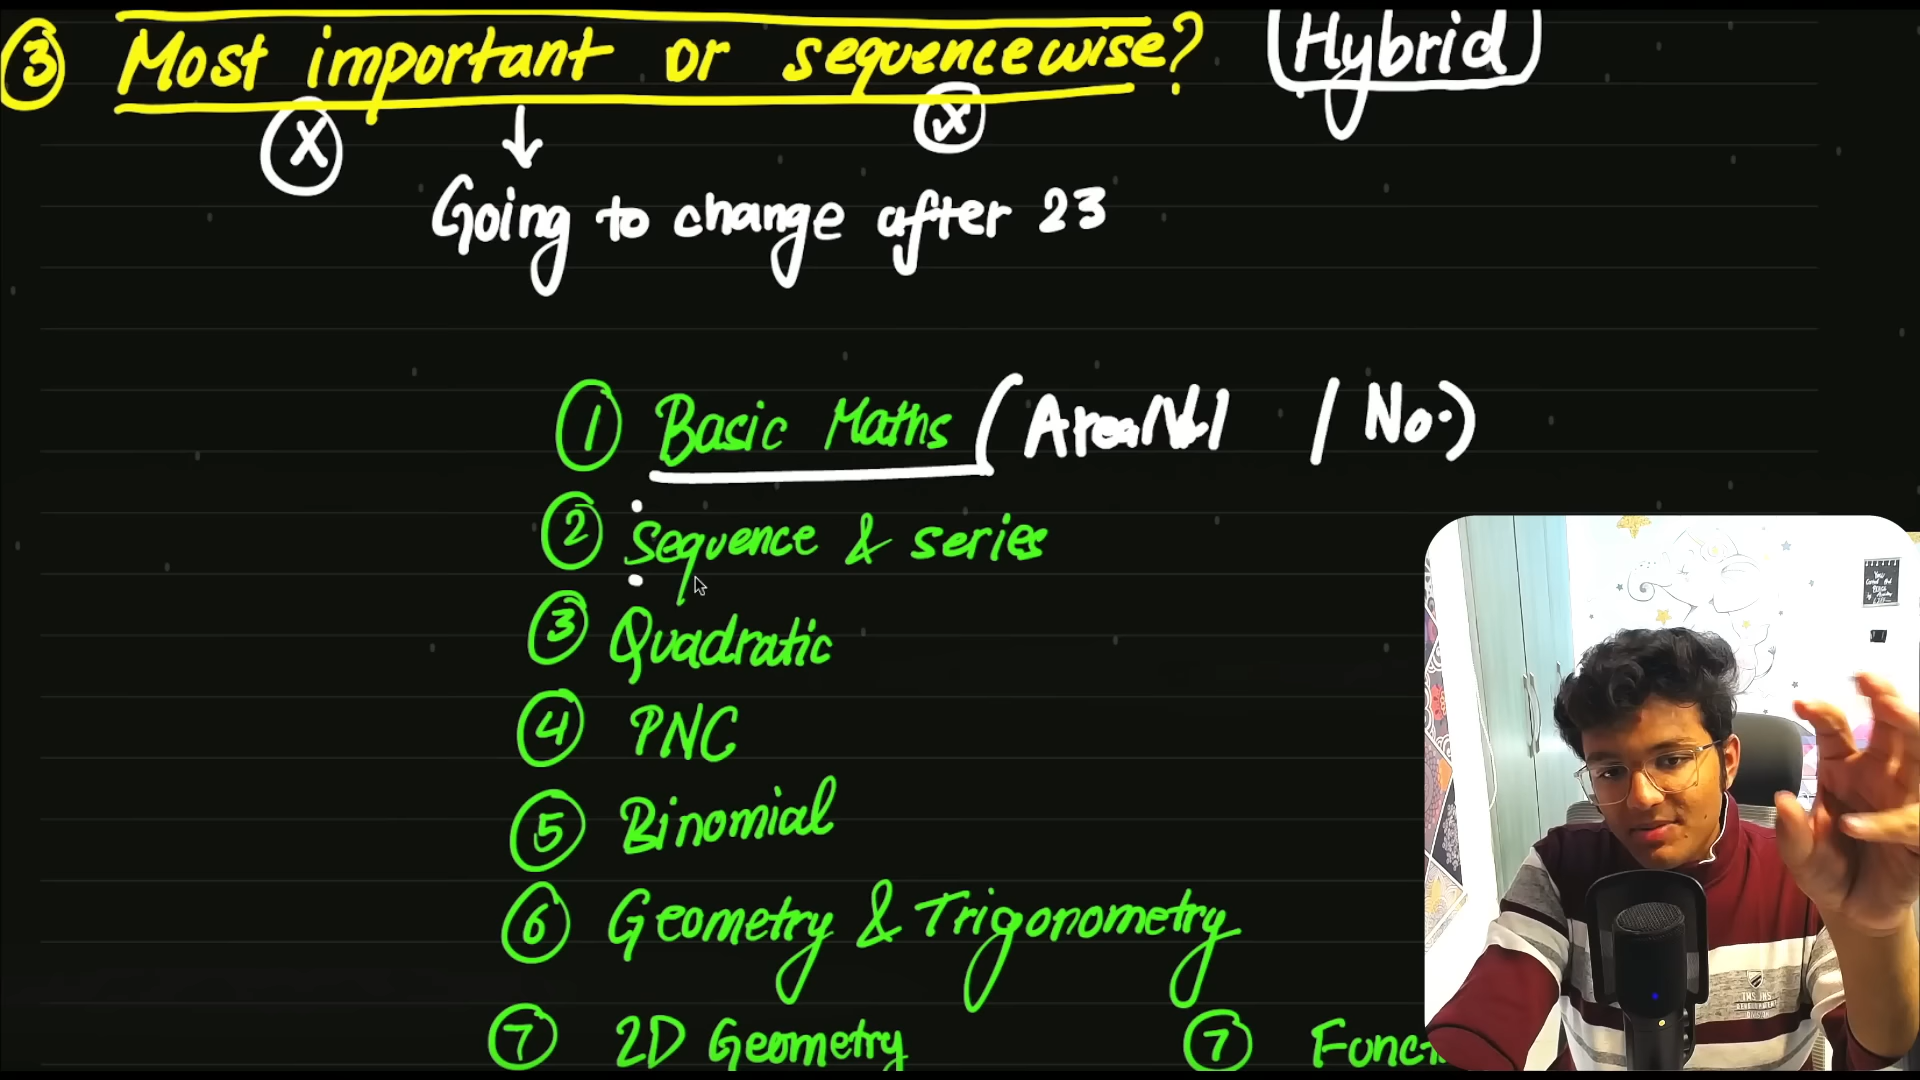 ③ Most important or sequencewise? Hybrid
X X
↓
Going to change after 23
① Basic Maths ( / No.)
② Sequence & series
③ Quadratic
④ PNC
⑤ Binomial
⑥ Geometry & Trigonometry
⑦ 2D Geometry ⑦ Funct